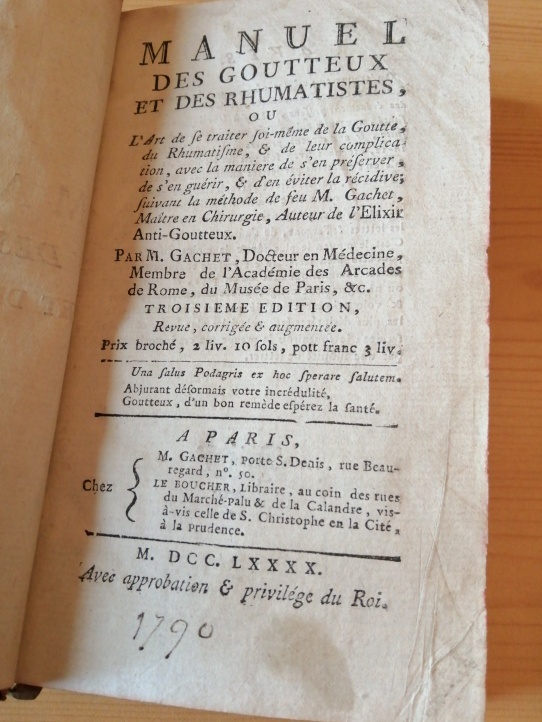 MANUEL
DES GOUTTEUX
ET DES RHUMATISTES,
OU
L'Art de ſe traiter ſoi-même de la Goutte,
du Rhumatiſme, & de leur complica-
tion, avec la maniere de s'en préſerver,
de s'en guérir, & d'en éviter la récidive;
ſuivant la méthode de feu M. Gachet,
Maître en Chirurgie, Auteur de l'Elixir
Anti-Goutteux.
PAR M. GACHET, Docteur en Médecine,
Membre de l'Académie des Arcades
de Rome, du Muſée de Paris, &c.
TROISIEME EDITION,
Revue, corrigée & augmentée.
Prix broché, 2 liv. 10 ſols, pott franc 3 liv.
Una ſalus Podagris ex hoc ſperare ſalutem.
Abjurant déſormais votre incrédulité,
Goutteux, d'un bon remède eſpérez la ſanté.
A PARIS,
Chez
M. GACHET, porte S. Denis, rue Beau-
regard, n°. 50.
LE BOUCHER, Libraire, au coin des rues
du Marché-Palu & de la Calandre, vis-
à-vis celle de S. Chriſtophe en la Cité,
à la Prudence.
M. DCC. LXXXX.
Avec approbation & privilége du Roi.
1790